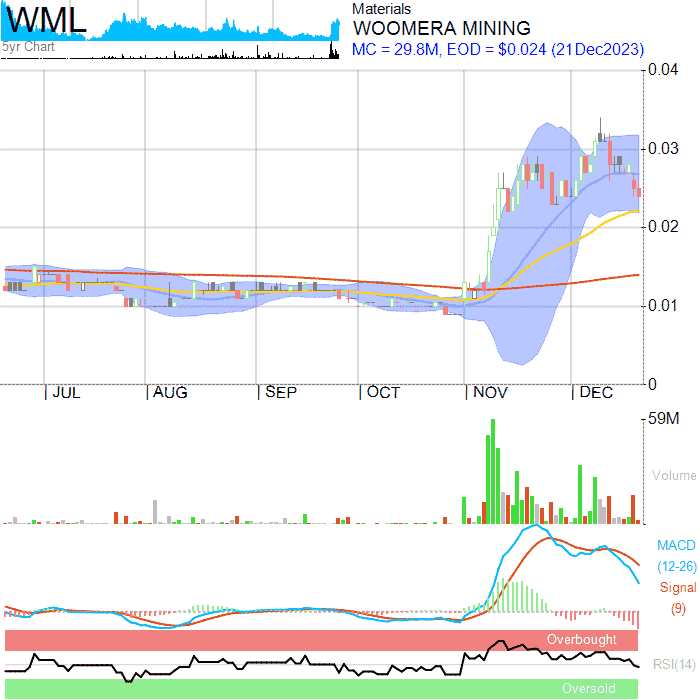 WML
5yr Chart
Materials
WOOMERA MINING
MC = 29.8M, EOD = $0.024 (21Dec2023)
0.04
0.03
0.02
0.01
0
JUL AUG SEP OCT NOV DEC
59M
Volume
MACD
(12-26)
Signal
(9)
Overbought
RSI(14)
Oversold